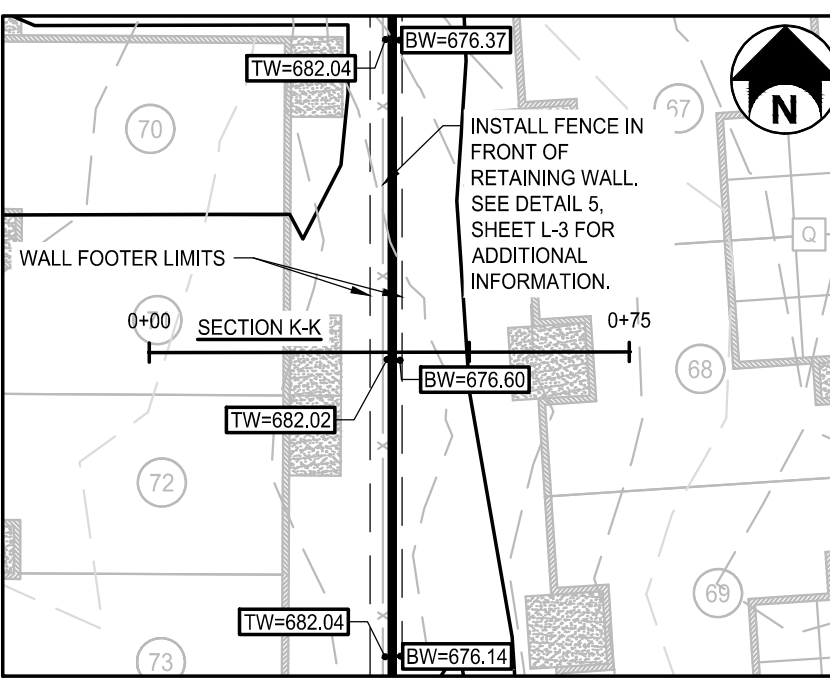 BW=676.37
TW=682.04
70
67
N
INSTALL FENCE IN
FRONT OF
RETAINING WALL.
SEE DETAIL 5,
SHEET L-3 FOR
ADDITIONAL
INFORMATION.
Q
WALL FOOTER LIMITS
0+00
SECTION K-K
0+75
BW=676.60
68
TW=682.02
72
69
TW=682.04
BW=676.14
73